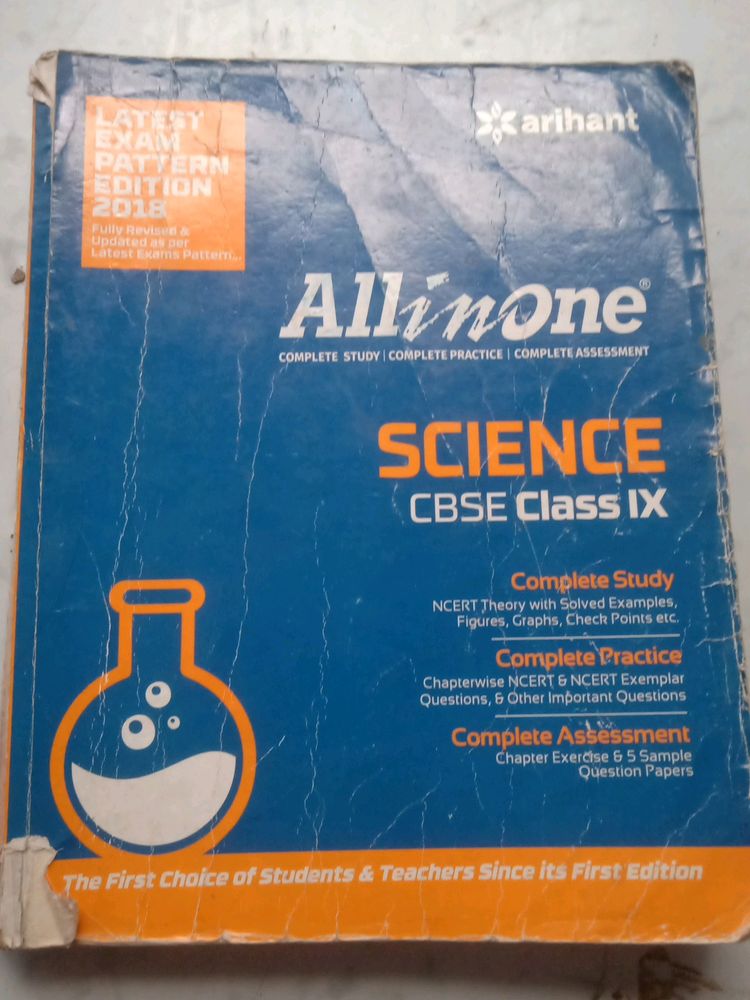 LATEST
EXAM
PATTERN
EDITION
2018
Fully Revised &
Updated as per
Latest Exams Pattern...
arihant
All in One®
COMPLETE STUDY | COMPLETE PRACTICE | COMPLETE ASSESSMENT
SCIENCE
CBSE Class IX
Complete Study
NCERT Theory with Solved Examples,
Figures, Graphs, Check Points etc.
Complete Practice
Chapterwise NCERT & NCERT Exemplar
Questions, & Other Important Questions
Complete Assessment
Chapter Exercise & 5 Sample
Question Papers
The First Choice of Students & Teachers Since its First Edition